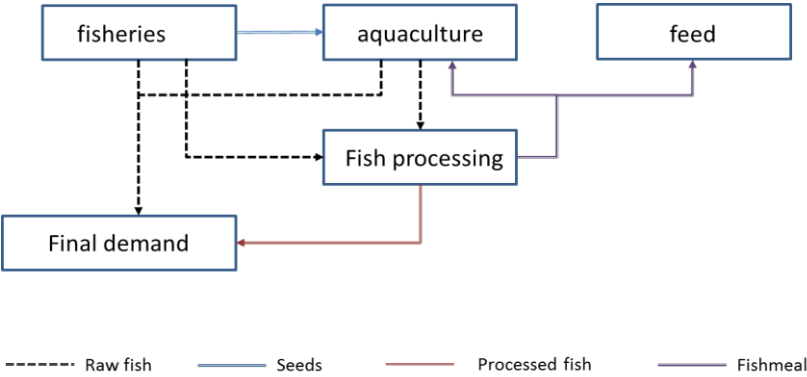 fisheries
aquaculture
feed
Fish processing
Final demand
Raw fish
Seeds
Processed fish
Fishmeal